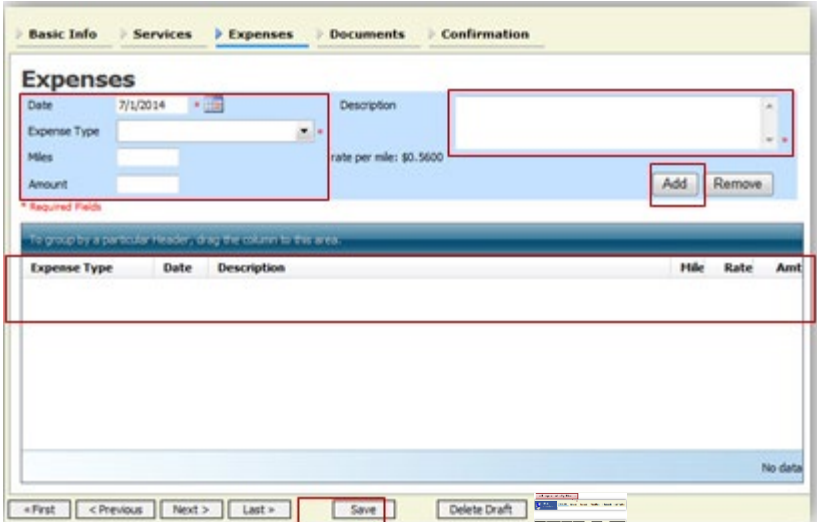 Basic Info Services Expenses Documents Confirmation
Expenses
Date 7/1/2014 * Description
Expense Type *
Miles rate per mile: $0.5600
Amount
Add Remove
* Required Fields
To group by a particular Header, drag the column to this area.
Expense Type Date Description Mile Rate Amt
No data
«First < Previous Next > Last » Save Delete Draft